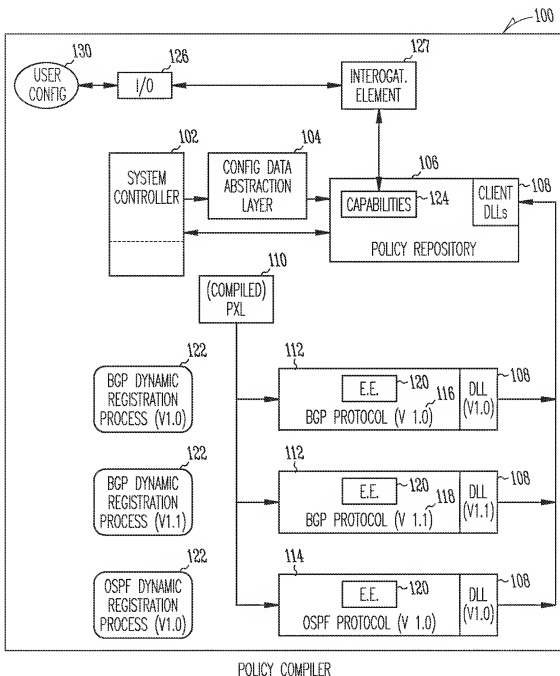 100
130
USER
CONFIG
126
I/O
127
INTEROGAT.
ELEMENT
102
SYSTEM
CONTROLLER
104
CONFIG DATA
ABSTRACTION
LAYER
106
CAPABILITIES
124
CLIENT
DLLs
108
POLICY REPOSITORY
110
(COMPILED)
PXL
122
BGP DYNAMIC
REGISTRATION
PROCESS (V1.0)
112
E.E.
120
116
BGP PROTOCOL (V 1.0)
DLL
(V1.0)
108
122
BGP DYNAMIC
REGISTRATION
PROCESS (V1.1)
112
E.E.
120
118
BGP PROTOCOL (V 1.1)
DLL
(V1.1)
108
122
OSPF DYNAMIC
REGISTRATION
PROCESS (V1.0)
114
E.E.
120
OSPF PROTOCOL (V 1.0)
DLL
(V1.0)
108
POLICY COMPILER